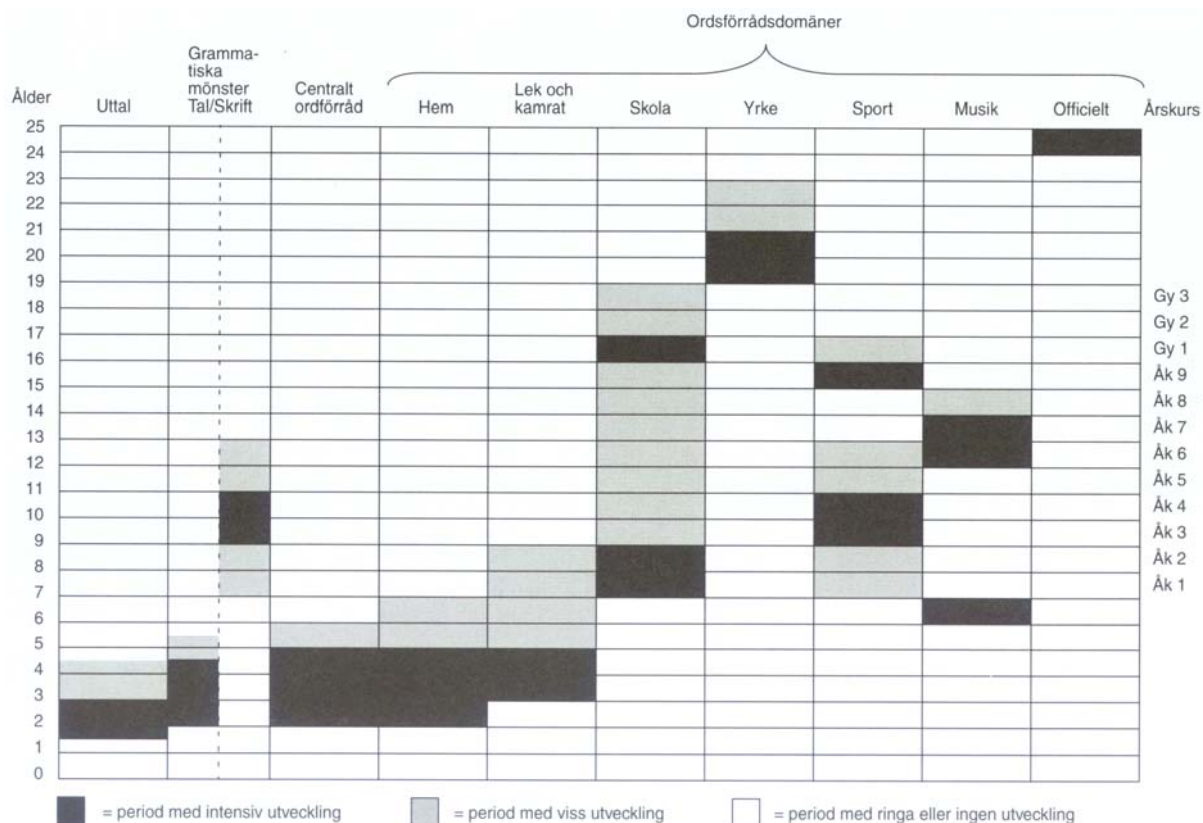 Ordsförrådsdomäner
Gramma-
tiska
mönster
Tal/Skrift
Centralt
ordförråd
Lek och
kamrat
Ålder
Uttal
Hem
Skola
Yrke
Sport
Musik
Officielt
Årskurs
25
24
23
22
21
20
19
18
Gy 3
17
Gy 2
16
Gy 1
15
Åk 9
14
Åk 8
13
Åk 7
12
Åk 6
11
Åk 5
10
Åk 4
9
Åk 3
8
Åk 2
7
Åk 1
6
5
4
3
2
1
0
= period med intensiv utveckling
= period med viss utveckling
= period med ringa eller ingen utveckling